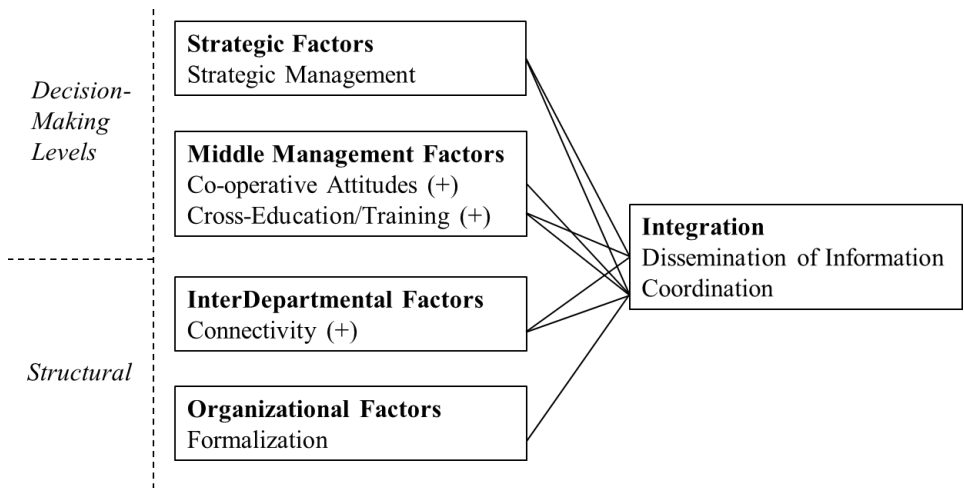 Decision-
Making
Levels
Strategic Factors
Strategic Management
Middle Management Factors
Co-operative Attitudes (+)
Cross-Education/Training (+)
Structural
InterDepartmental Factors
Connectivity (+)
Organizational Factors
Formalization
Integration
Dissemination of Information
Coordination